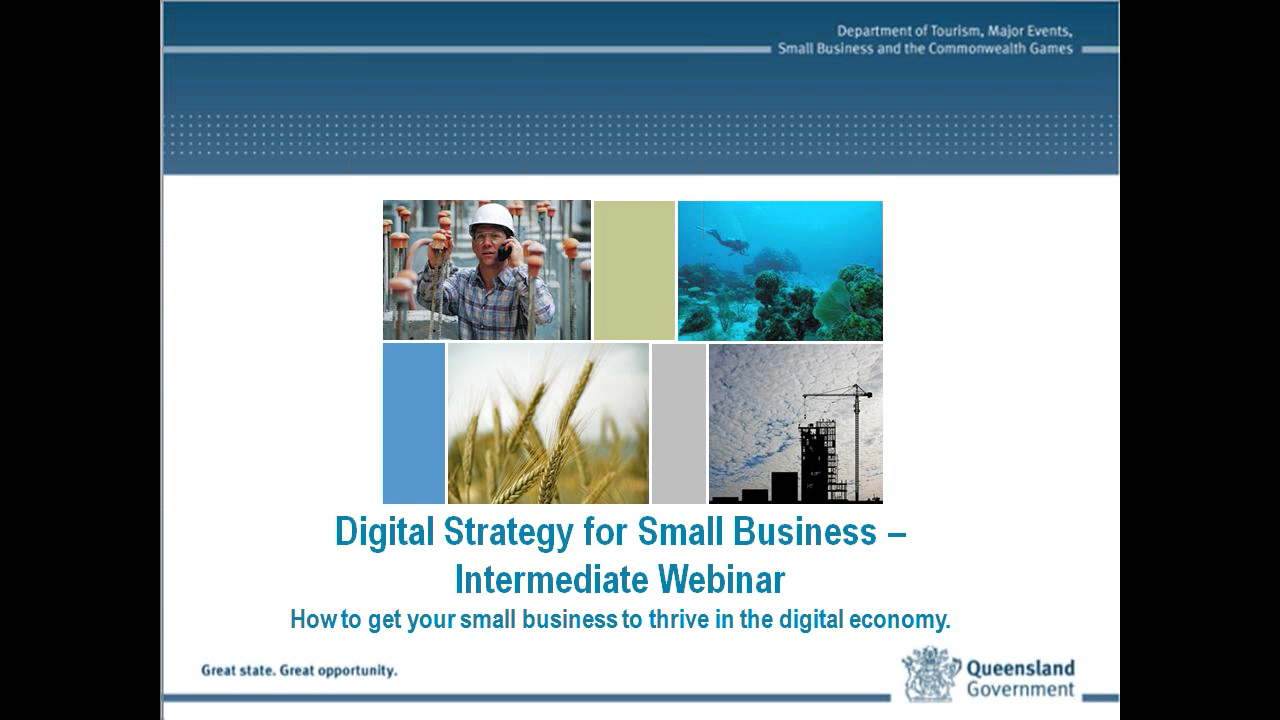 Department of Tourism, Major Events,
Small Business and the Commonwealth Games
Digital Strategy for Small Business –
Intermediate Webinar
How to get your small business to thrive in the digital economy.
Great state. Great opportunity.
Queensland
Government